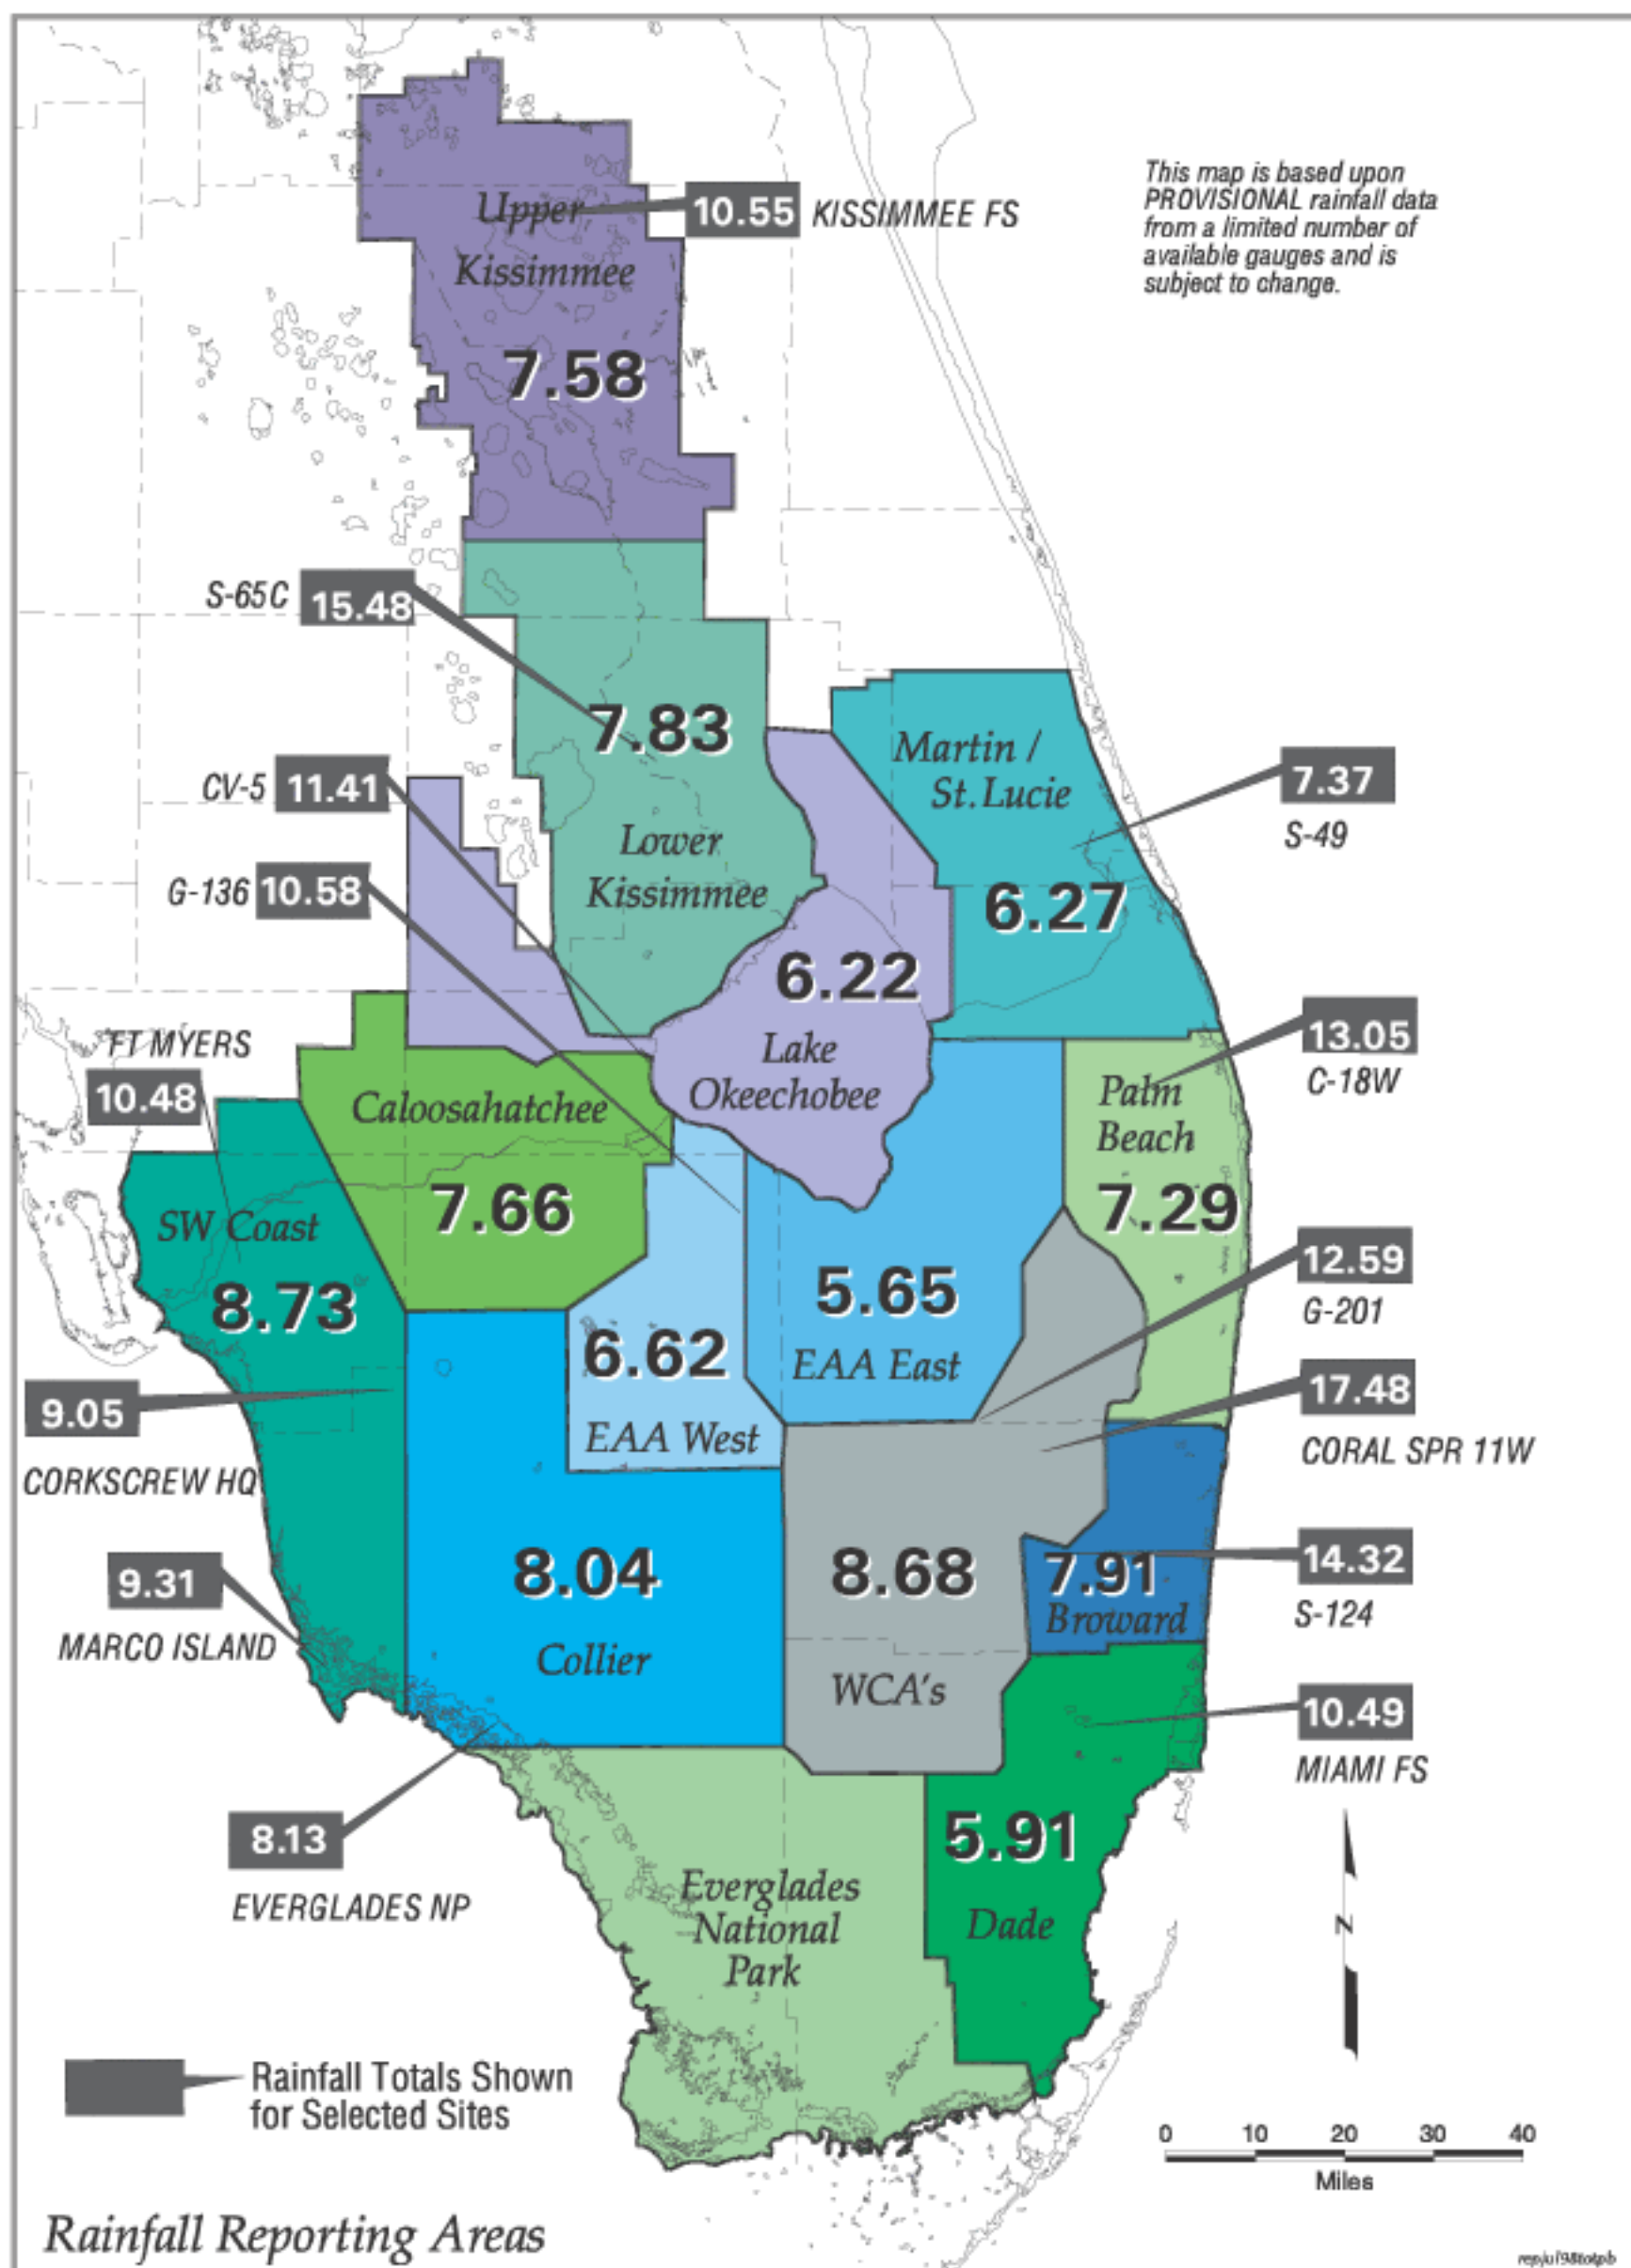 This map is based upon
PROVISIONAL rainfall data
from a limited number of
available gauges and is
subject to change.
Upper
Kissimmee
7.58
10.55 KISSIMMEE FS
S-65C 15.48
7.83
Lower
Kissimmee
CV-5 11.41
G-136 10.58
Martin /
St.Lucie
6.27
7.37
S-49
6.22
Lake
Okeechobee
FT MYERS
10.48
Caloosahatchee
7.66
13.05
C-18W
Palm
Beach
7.29
SW Coast
8.73
5.65
EAA East
6.62
EAA West
12.59
G-201
9.05
CORKSCREW HQ
17.48
CORAL SPR 11W
8.04
Collier
8.68
WCA's
7.91
Broward
14.32
S-124
9.31
MARCO ISLAND
10.49
MIAMI FS
8.13
EVERGLADES NP
5.91
Dade
Everglades
National
Park
N
Rainfall Totals Shown
for Selected Sites
0 10 20 30 40
Miles
Rainfall Reporting Areas